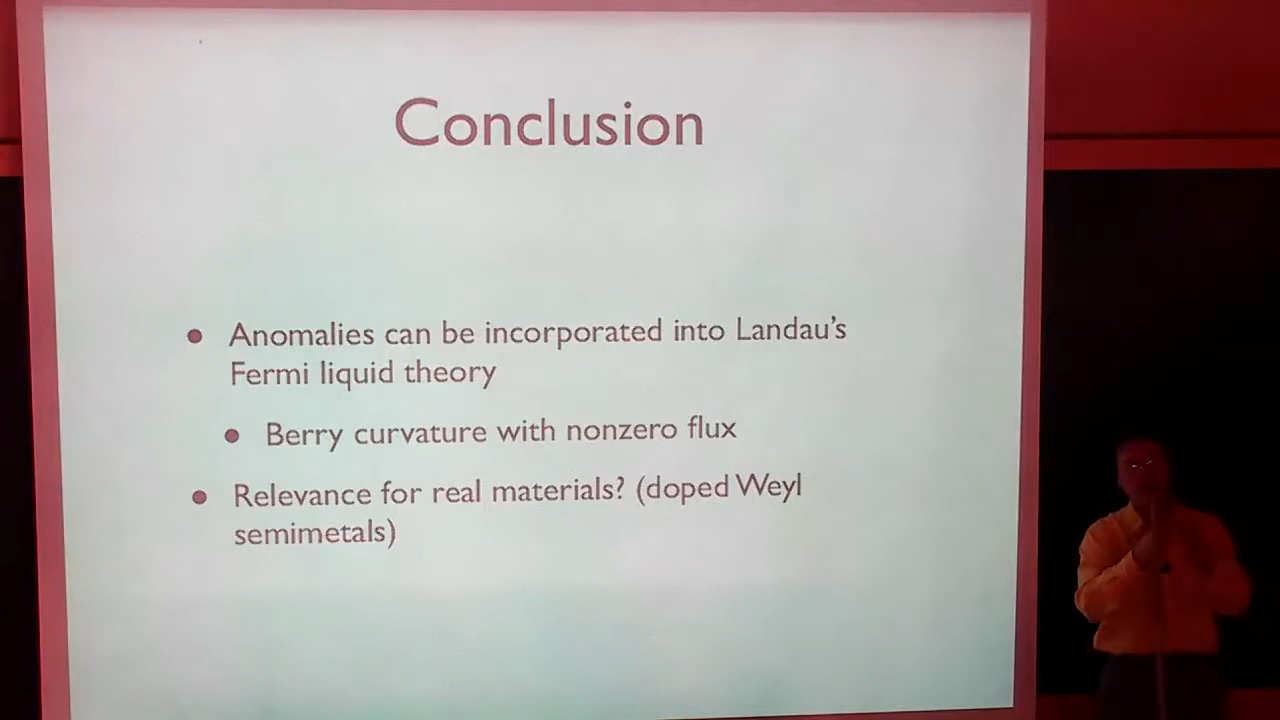 Conclusion
• Anomalies can be incorporated into Landau's
Fermi liquid theory
• Berry curvature with nonzero flux
• Relevance for real materials? (doped Weyl
semimetals)